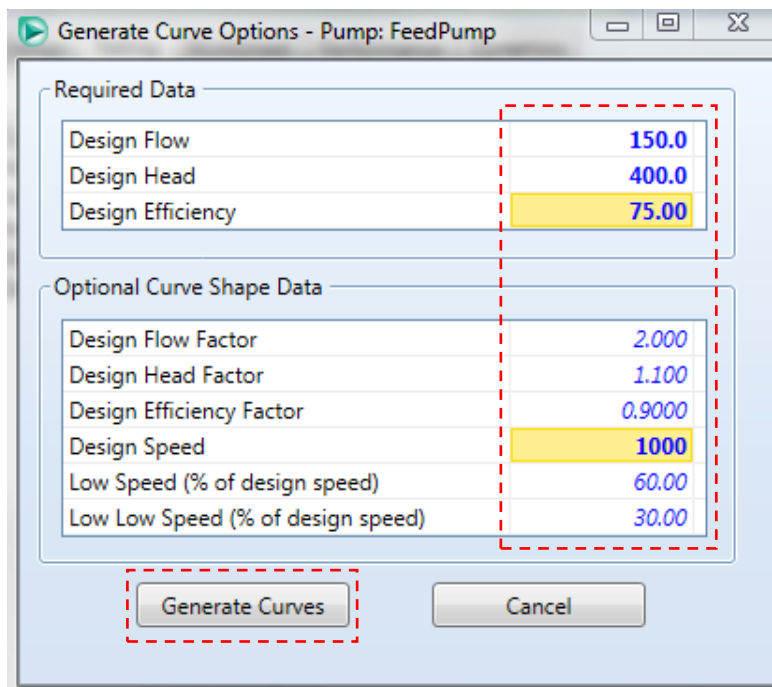 Generate Curve Options - Pump: FeedPump
Required Data
Design Flow 150.0
Design Head 400.0
Design Efficiency 75.00
Optional Curve Shape Data
Design Flow Factor 2.000
Design Head Factor 1.100
Design Efficiency Factor 0.9000
Design Speed 1000
Low Speed (% of design speed) 60.00
Low Low Speed (% of design speed) 30.00
Generate Curves Cancel